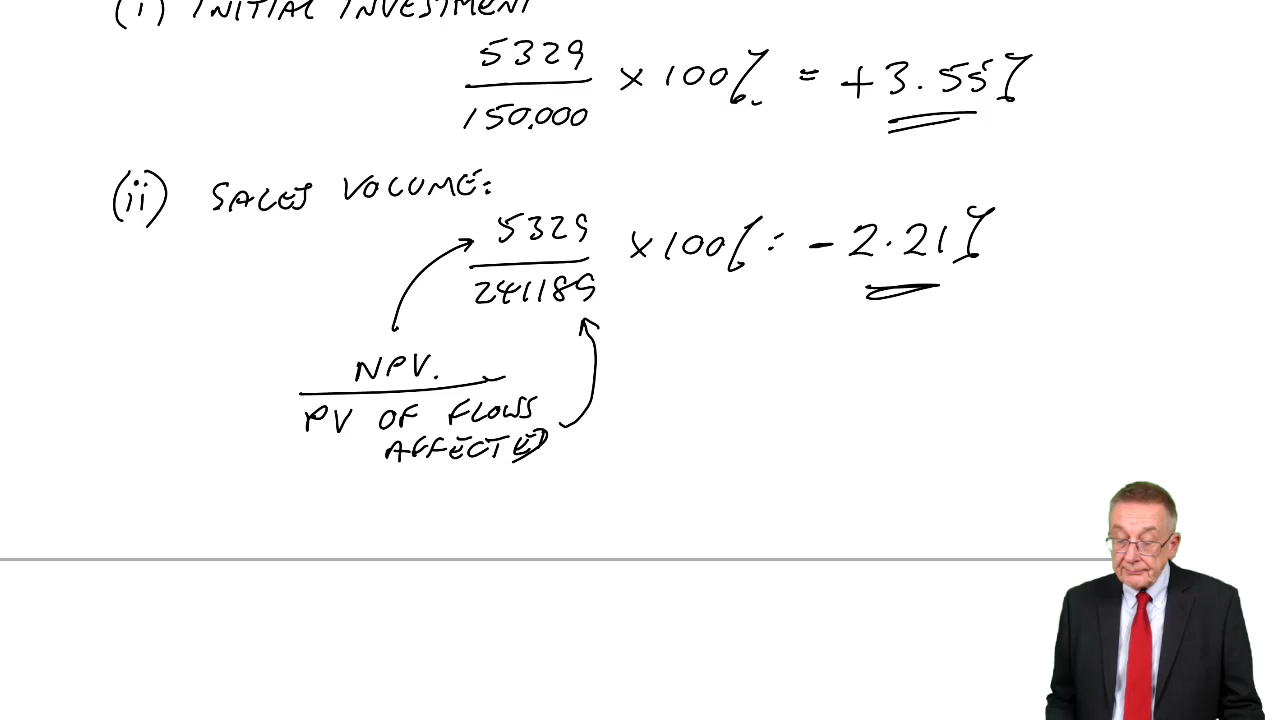 (i) INITIAL INVESTMENT
5329
150,000
× 100% = +3.55%
(ii) SALES VOLUME:
5329
241189
× 100% = - 2.21%
NPV.
PV OF FLOWS
AFFECTED